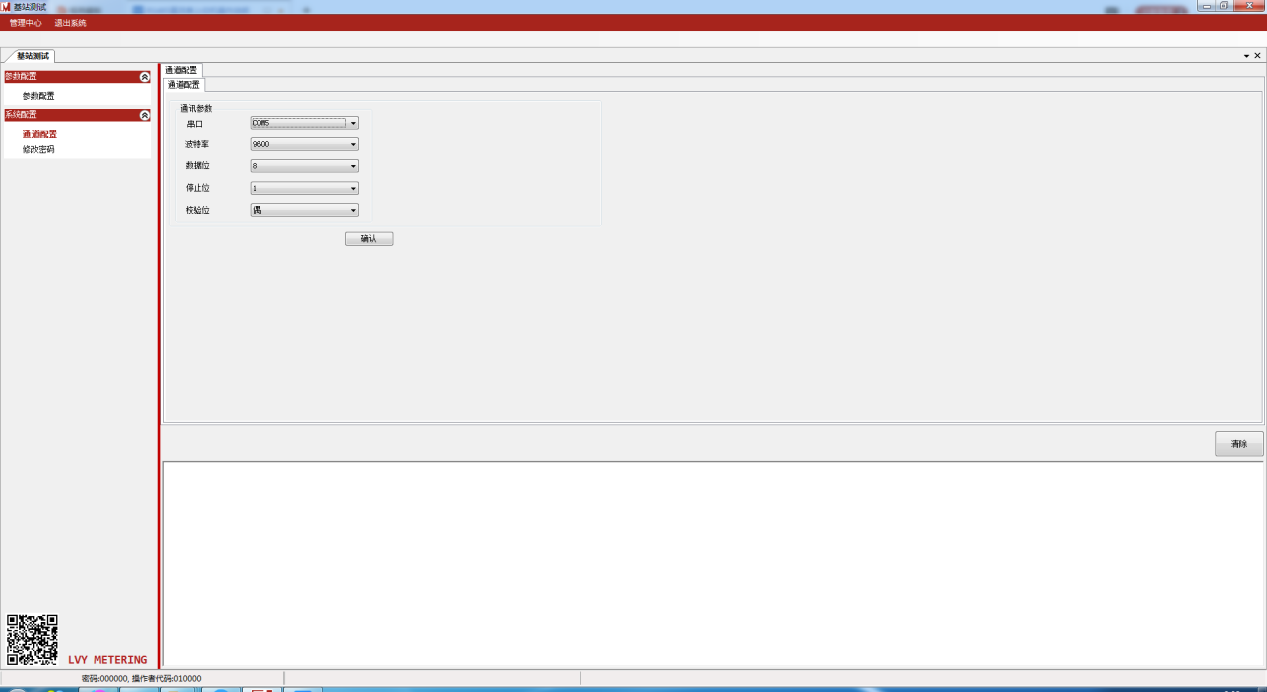 基站测试
管理中心 退出系统
基站测试
参数配置
参数配置
系统配置
通道配置
修改密码
通道配置
通道配置
通讯参数
串口 COM5
波特率 9600
数据位 8
停止位 1
校验位 偶
确认
清除
LVY METERING
密码:000000, 操作者代码:010000